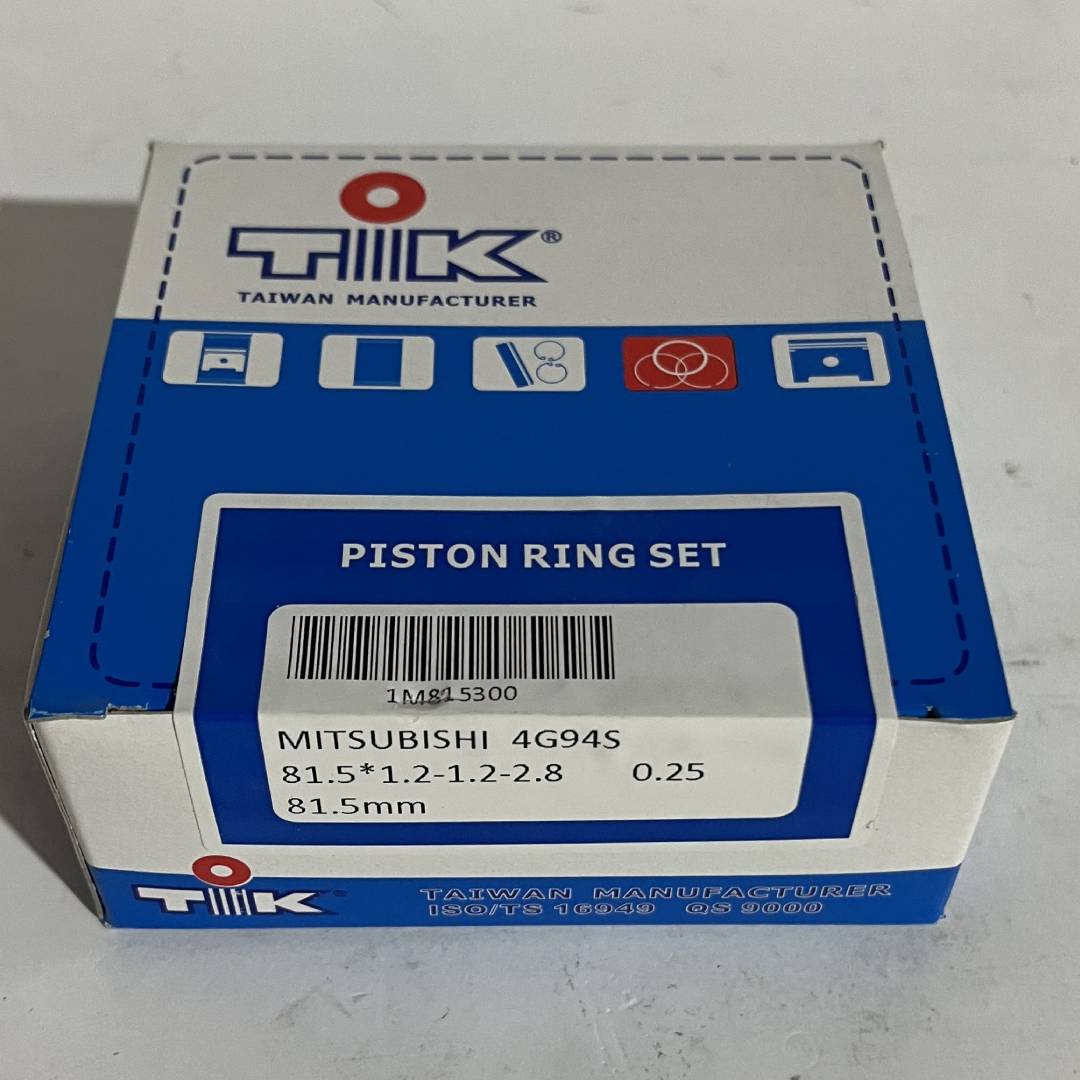 TIK®
TAIWAN MANUFACTURER
PISTON RING SET
1M815300
MITSUBISHI 4G94S
81.5*1.2-1.2-2.8 0.25
81.5mm
TIK®
TAIWAN MANUFACTURER
ISO/TS 16949 QS 9000